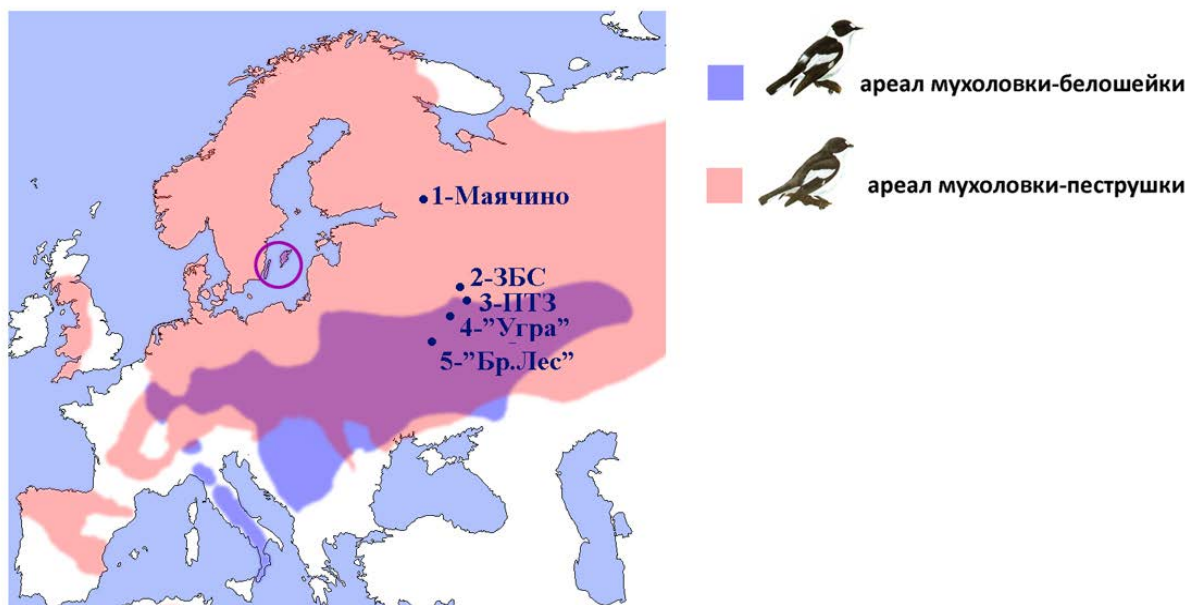 ареал мухоловки-белошейки
ареал мухоловки-пеструшки
1-Маячино
2-ЗБС
3-ПТЗ
4-"Угра"
5-"Бр.Лес"